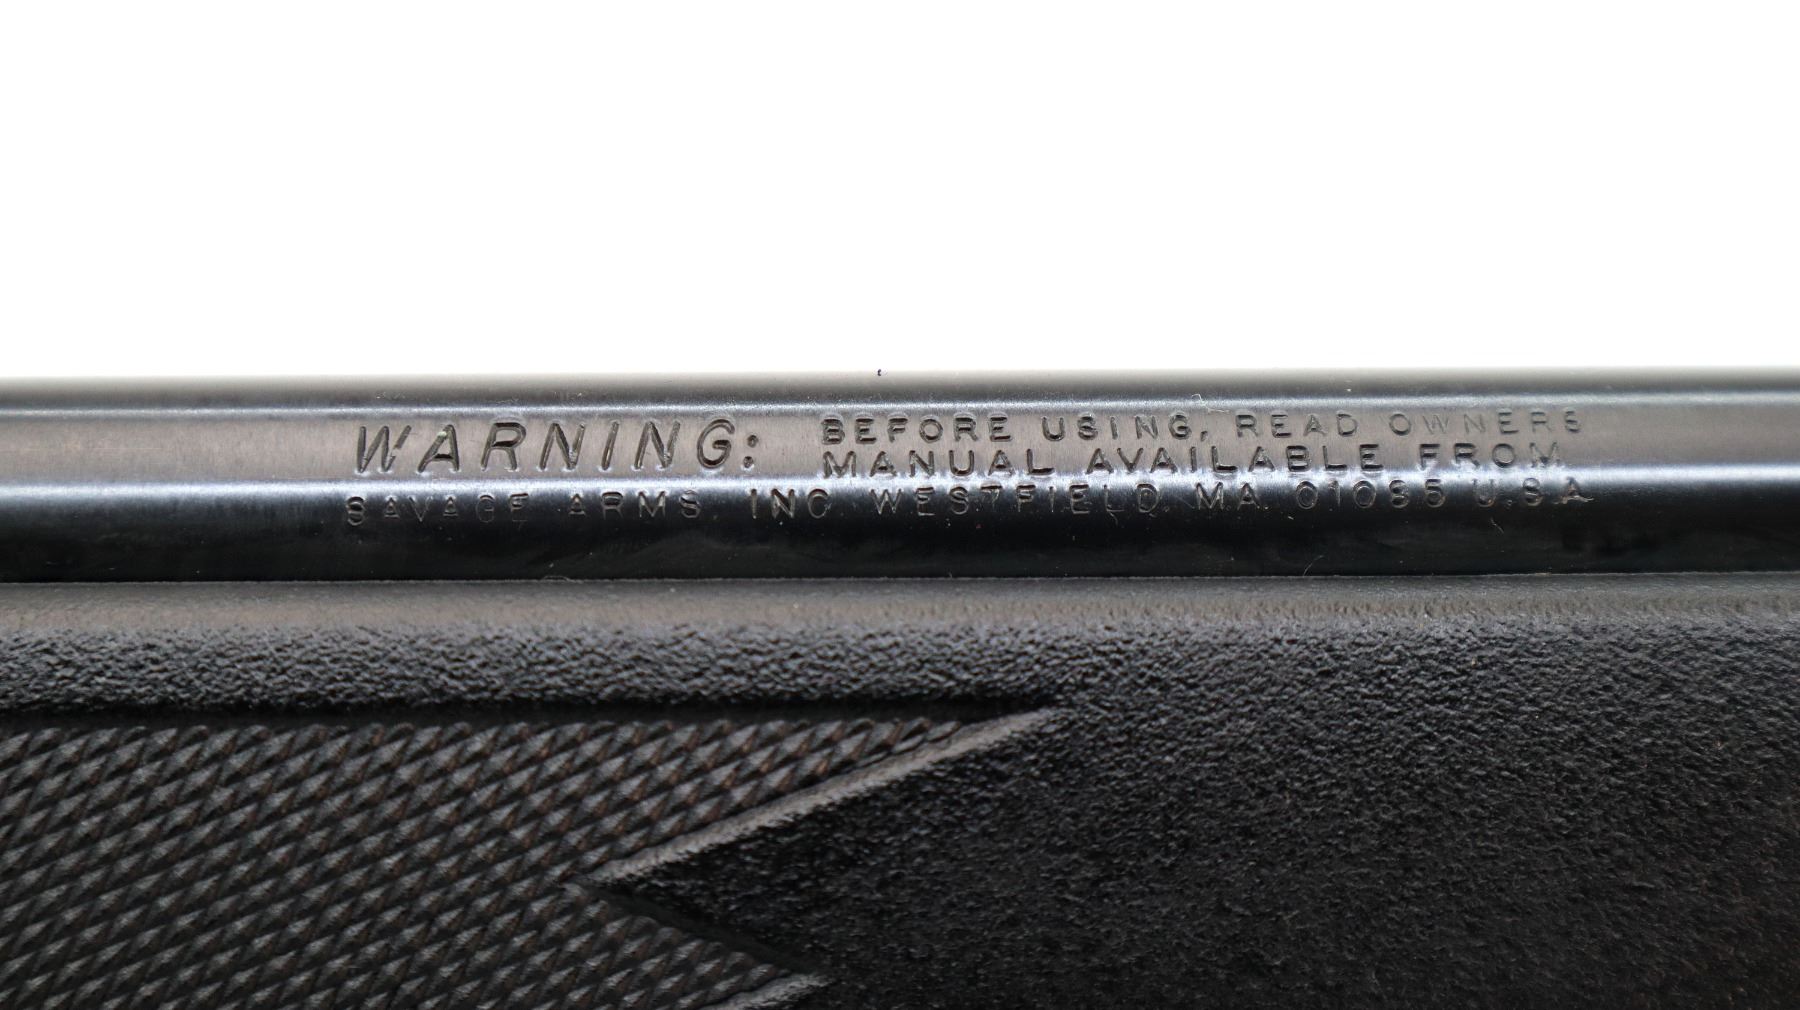 WARNING: BEFORE USING, READ OWNERS
MANUAL AVAILABLE FROM
SAVAGE ARMS INC WESTFIELD, MA. 01085 U.S.A.